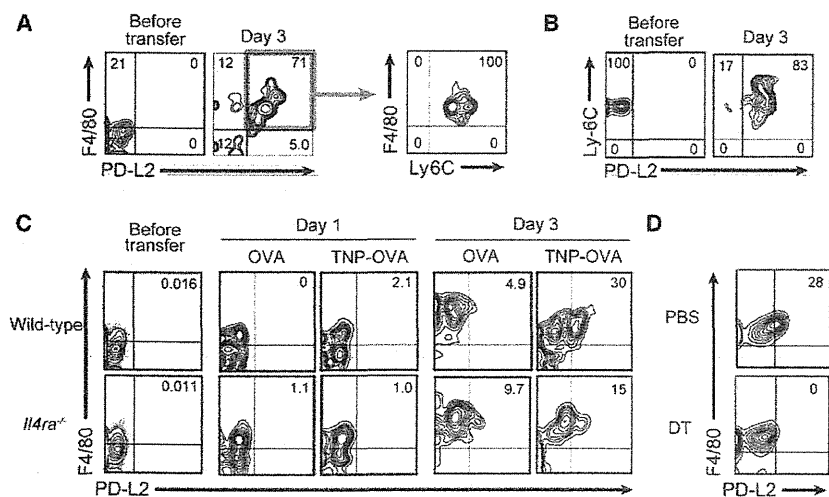 A
Before
transfer
Day 3
21
0
12
71
0
100
F4/80
F4/80
0
12
5.0
0
0
PD-L2
Ly6C
B
Before
transfer
Day 3
100
0
17
83
Ly-6C
0
0
0
PD-L2
C
Before
transfer
Day 1
Day 3
OVA
TNP-OVA
OVA
TNP-OVA
Wild-type
0.016
0
2.1
4.9
30
Il4ra-/-
0.011
1.1
1.0
9.7
15
F4/80
PD-L2
D
PBS
28
DT
0
F4/80
PD-L2